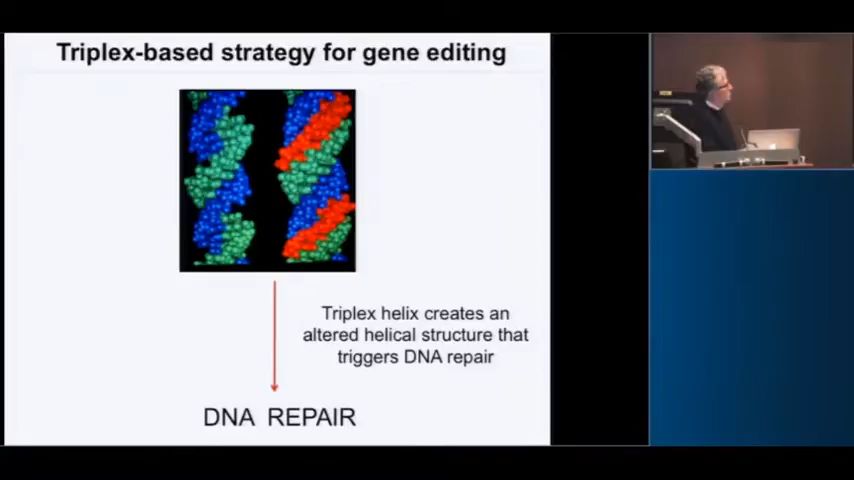 Triplex-based strategy for gene editing
Triplex helix creates an
altered helical structure that
triggers DNA repair
DNA REPAIR